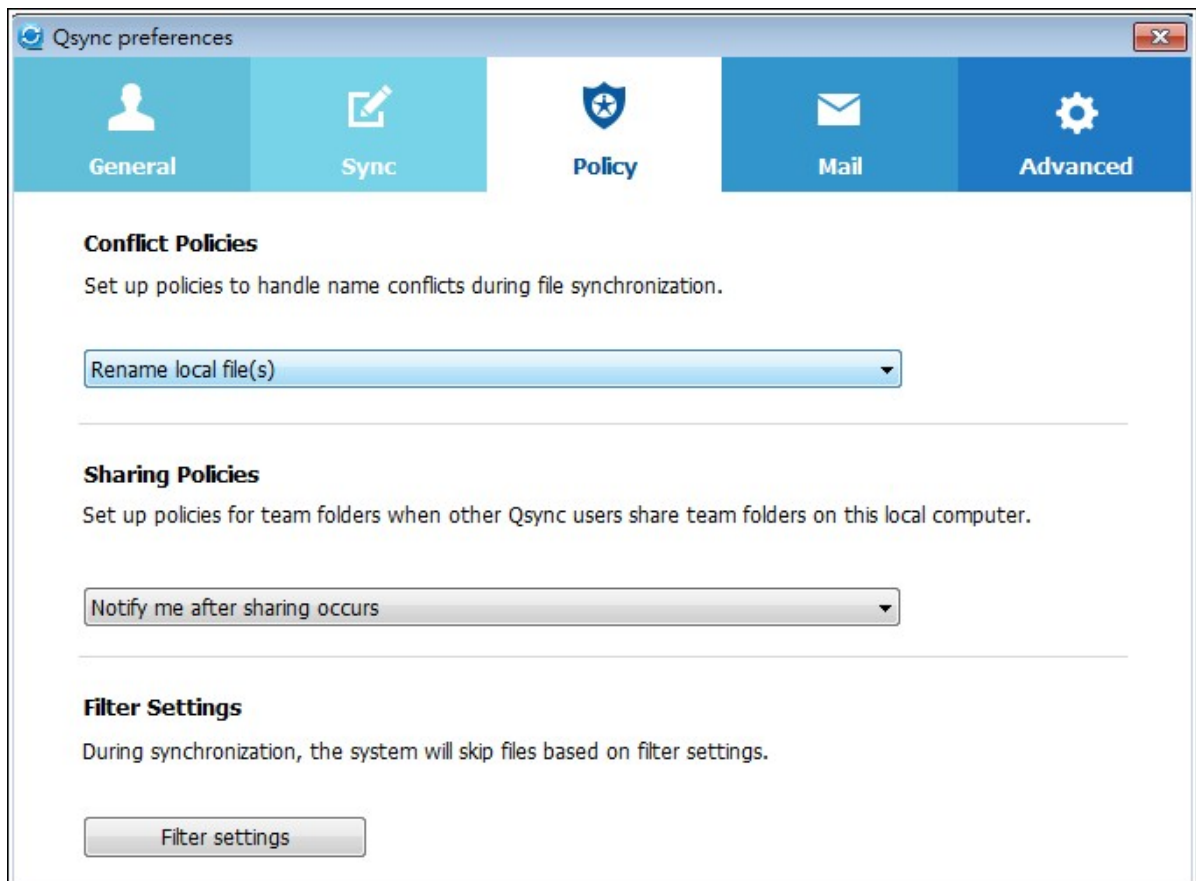 Qsync preferences
General
Sync
Policy
Mail
Advanced
Conflict Policies
Set up policies to handle name conflicts during file synchronization.
Rename local file(s)
Sharing Policies
Set up policies for team folders when other Qsync users share team folders on this local computer.
Notify me after sharing occurs
Filter Settings
During synchronization, the system will skip files based on filter settings.
Filter settings